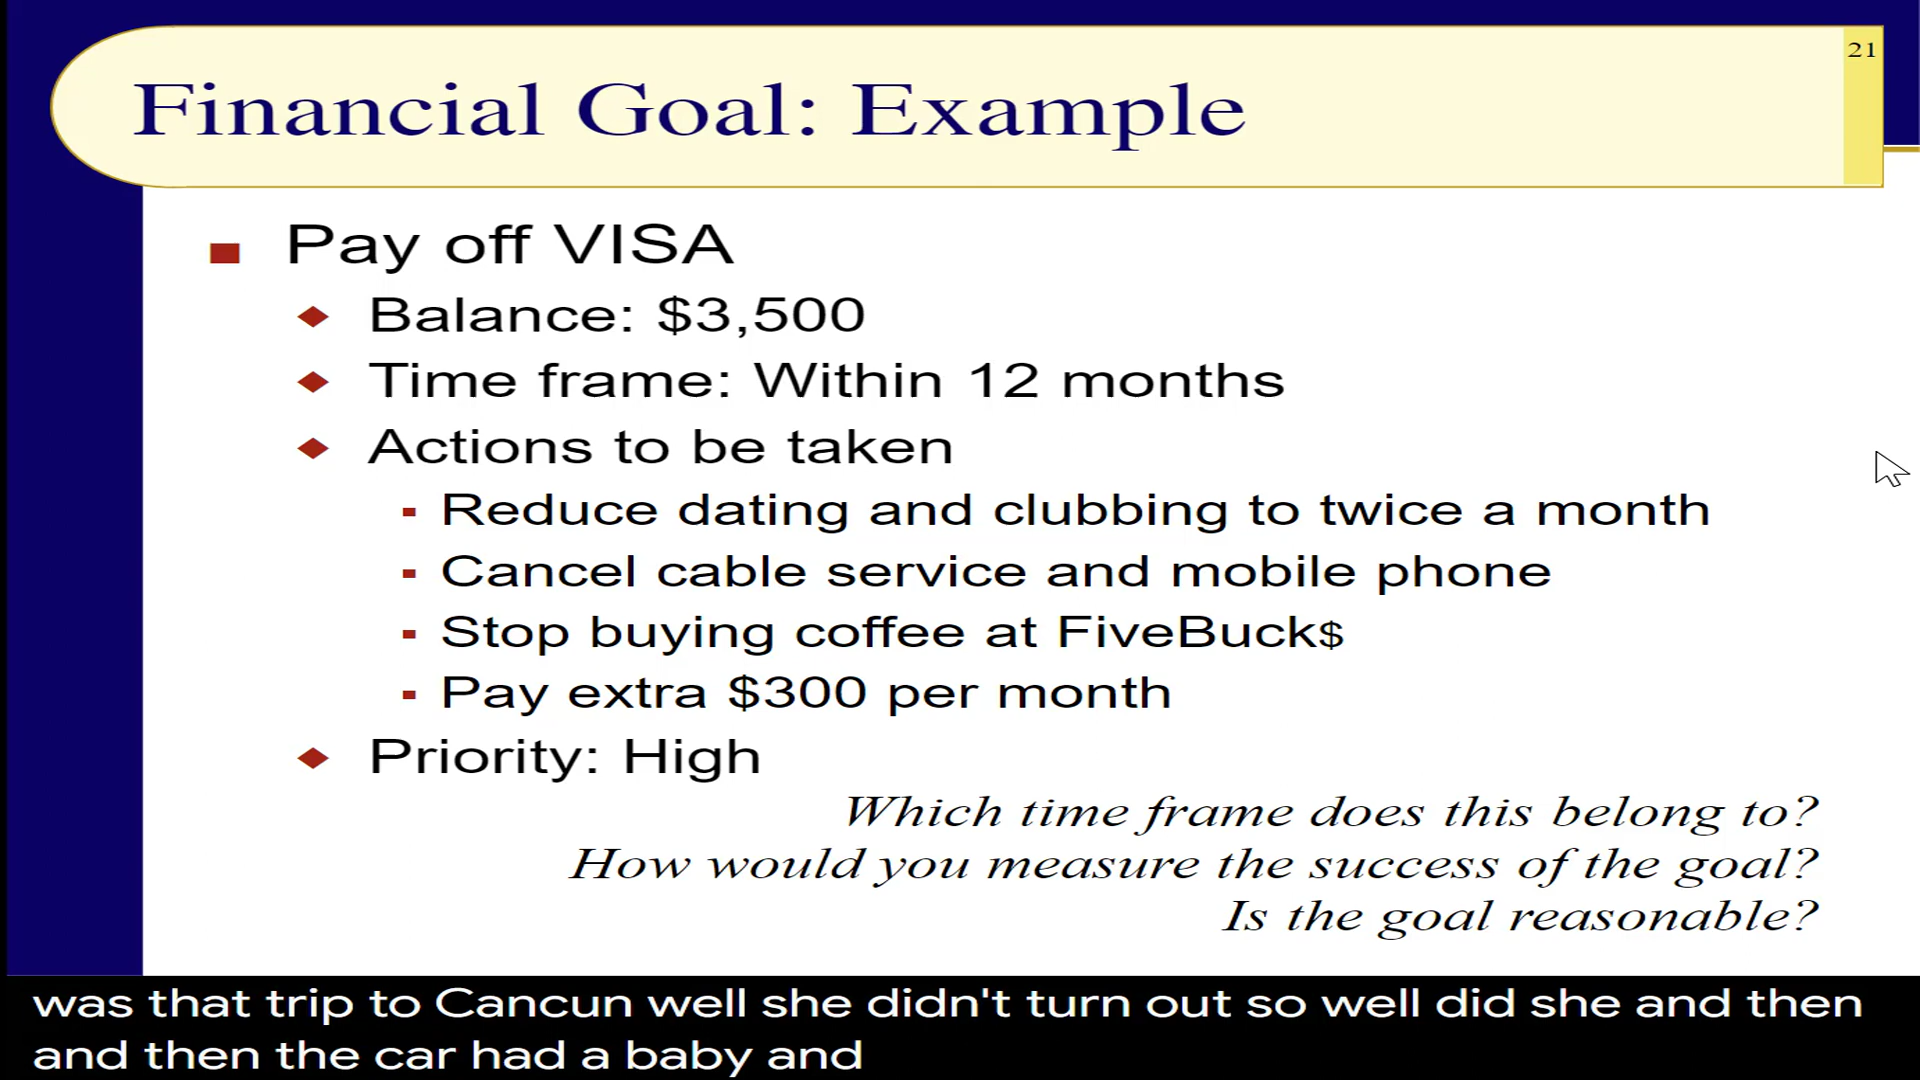 21
Financial Goal: Example
Pay off VISA
Balance: $3,500
Time frame: Within 12 months
Actions to be taken
Reduce dating and clubbing to twice a month
Cancel cable service and mobile phone
Stop buying coffee at FiveBuck$
Pay extra $300 per month
Priority: High
Which time frame does this belong to?
How would you measure the success of the goal?
Is the goal reasonable?
was that trip to Cancun well she didn't turn out so well did she and then
and then the car had a baby and